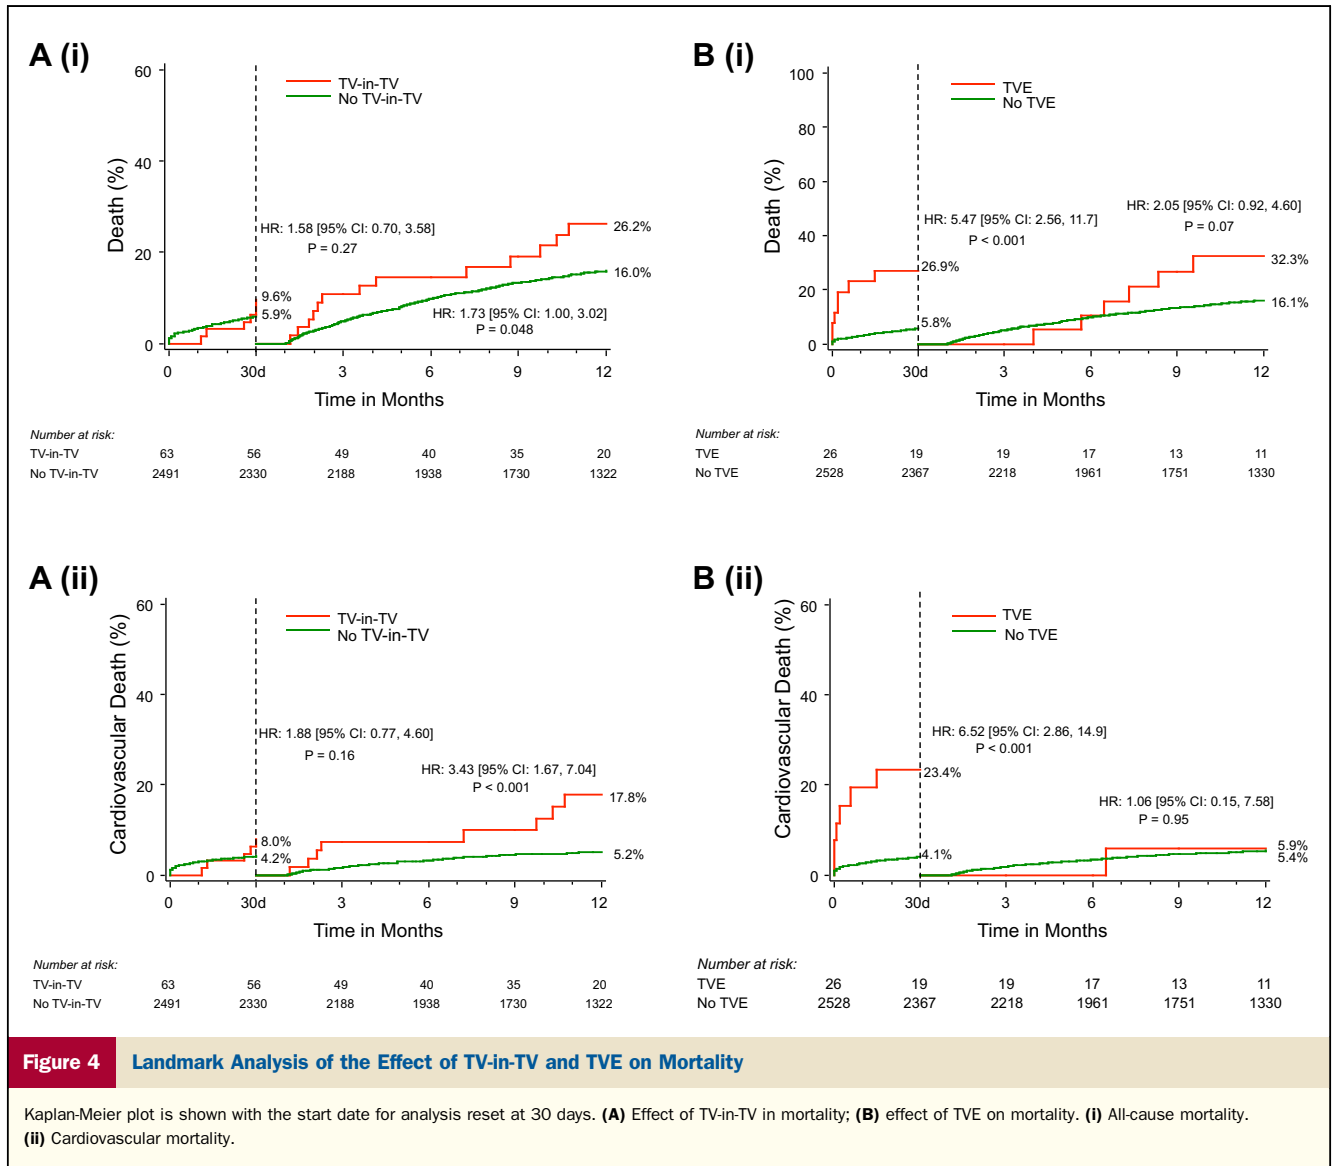 A (i)
60
40
20
0
Death (%)
TV-in-TV
No TV-in-TV
HR: 1.58 [95% CI: 0.70, 3.58]
P = 0.27
26.2%
16.0%
9.6%
5.9%
HR: 1.73 [95% CI: 1.00, 3.02]
P = 0.048
0 30d 3 6 9 12
Time in Months
Number at risk:
TV-in-TV 63 56 49 40 35 20
No TV-in-TV 2491 2330 2188 1938 1730 1322
B (i)
100
80
60
40
20
0
Death (%)
TVE
No TVE
HR: 5.47 [95% CI: 2.56, 11.7]
P < 0.001
HR: 2.05 [95% CI: 0.92, 4.60]
P = 0.07
26.9%
5.8%
32.3%
16.1%
0 30d 3 6 9 12
Time in Months
Number at risk:
TVE 26 19 19 17 13 11
No TVE 2528 2367 2218 1961 1751 1330
A (ii)
60
40
20
0
Cardiovascular Death (%)
TV-in-TV
No TV-in-TV
HR: 1.88 [95% CI: 0.77, 4.60]
P = 0.16
HR: 3.43 [95% CI: 1.67, 7.04]
P < 0.001
17.8%
8.0%
4.2%
5.2%
0 30d 3 6 9 12
Time in Months
Number at risk:
TV-in-TV 63 56 49 40 35 20
No TV-in-TV 2491 2330 2188 1938 1730 1322
B (ii)
60
40
20
0
Cardiovascular Death (%)
TVE
No TVE
HR: 6.52 [95% CI: 2.86, 14.9]
P < 0.001
23.4%
HR: 1.06 [95% CI: 0.15, 7.58]
P = 0.95
4.1%
5.9%
5.4%
0 30d 3 6 9 12
Time in Months
Number at risk:
TVE 26 19 19 17 13 11
No TVE 2528 2367 2218 1961 1751 1330
Figure 4 Landmark Analysis of the Effect of TV-in-TV and TVE on Mortality
Kaplan-Meier plot is shown with the start date for analysis reset at 30 days. (A) Effect of TV-in-TV in mortality; (B) effect of TVE on mortality. (i) All-cause mortality.
(ii) Cardiovascular mortality.